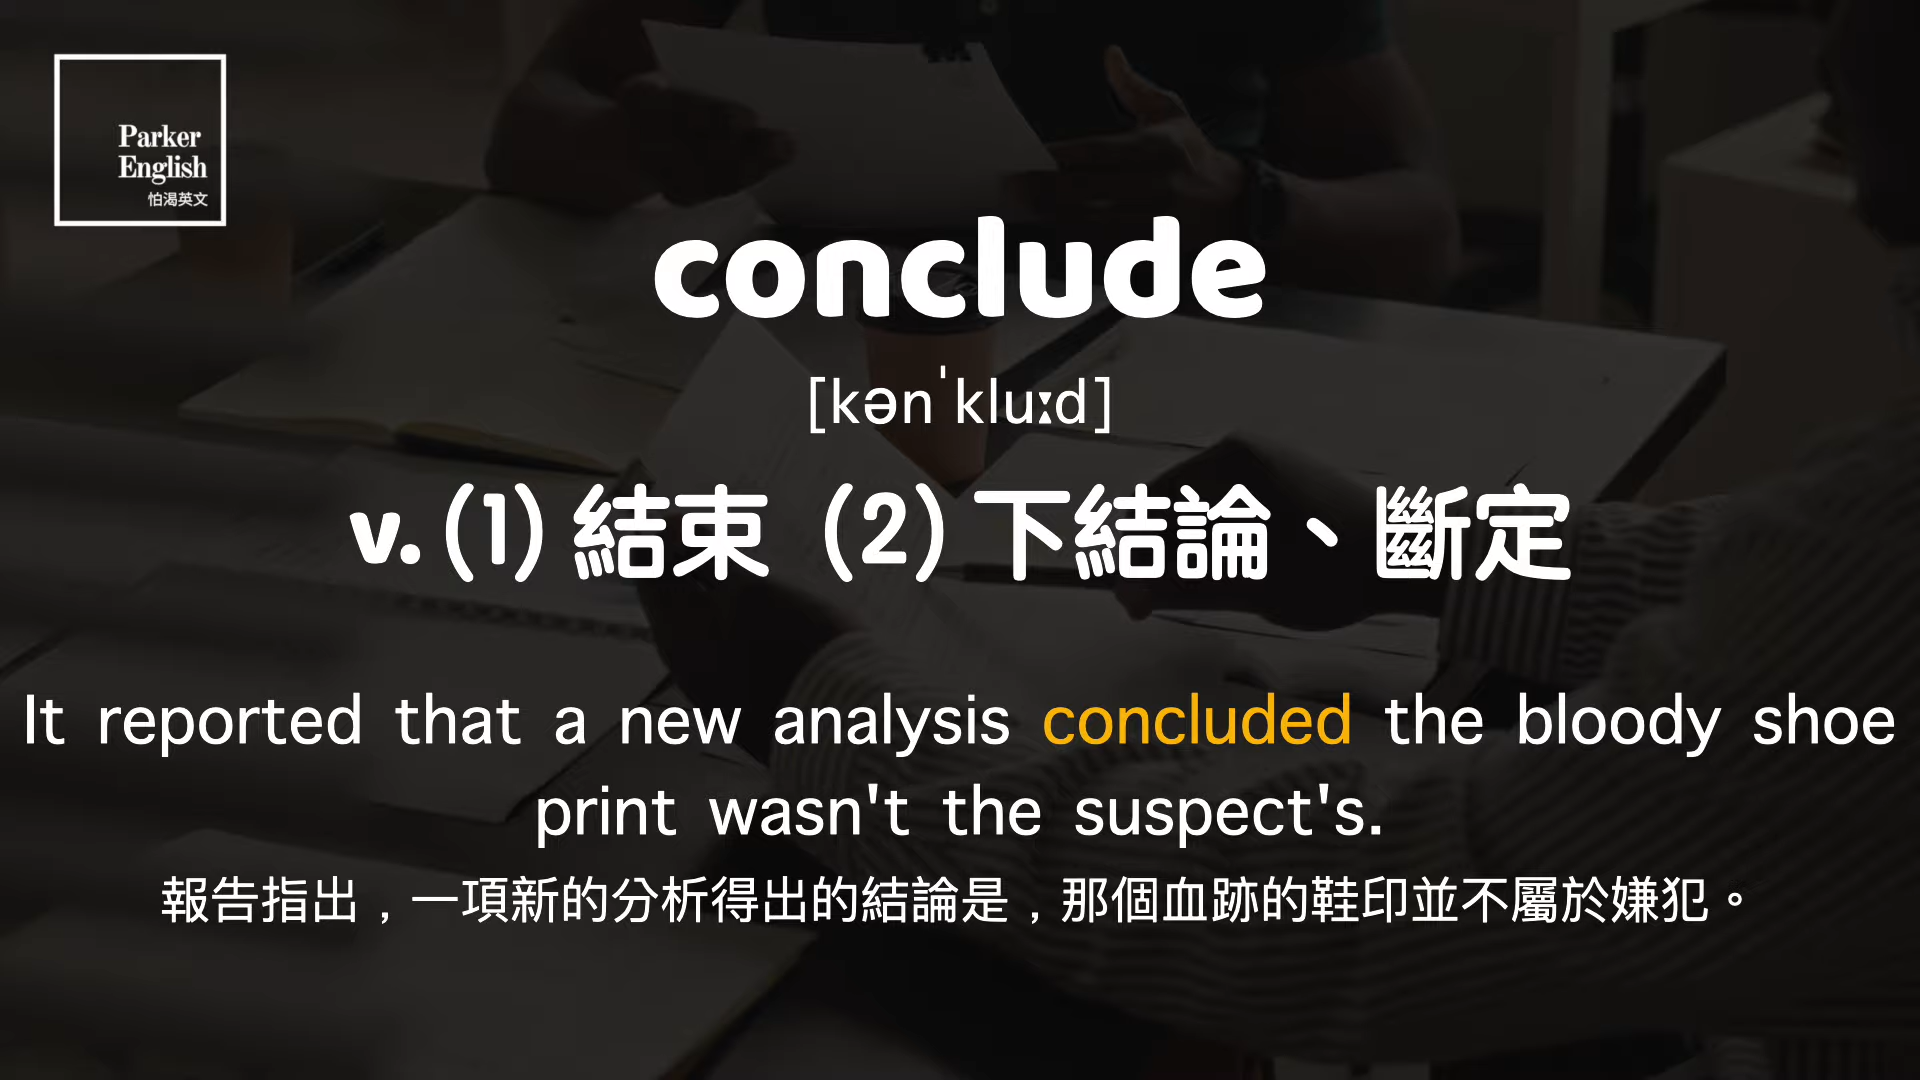 Parker
English
怕渴英文
conclude
[kənˈkluːd]
v. (1) 結束 (2) 下結論、斷定
It reported that a new analysis concluded the bloody shoe
print wasn't the suspect's.
報告指出，一項新的分析得出的結論是，那個血跡的鞋印並不屬於嫌犯。